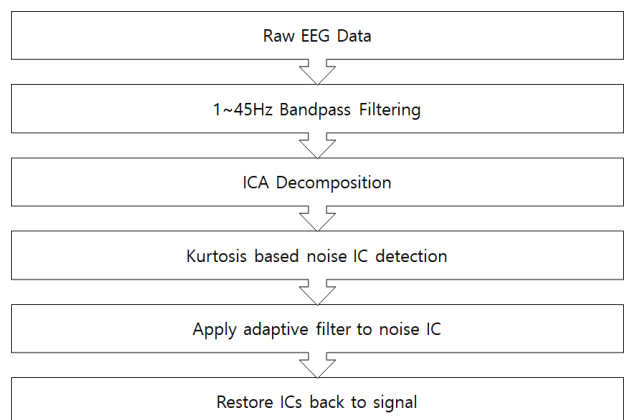 Raw EEG Data
1~45Hz Bandpass Filtering
ICA Decomposition
Kurtosis based noise IC detection
Apply adaptive filter to noise IC
Restore ICs back to signal